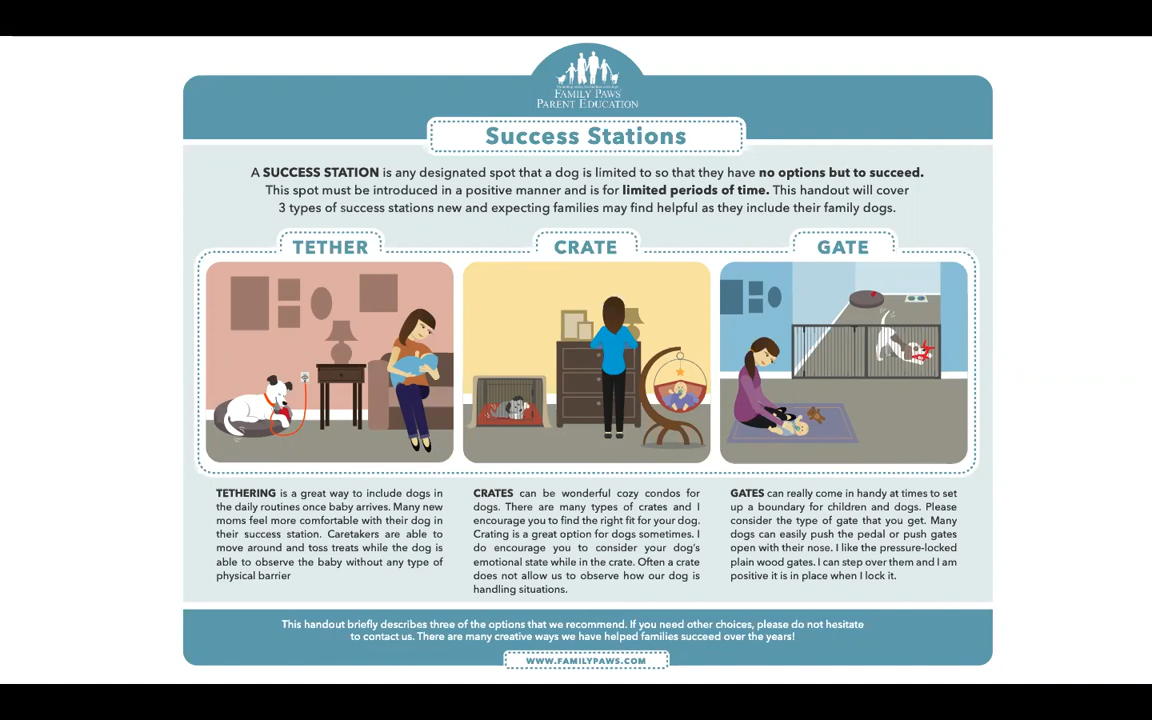 FAMILY PAWS
PARENT EDUCATION
Success Stations
A SUCCESS STATION is any designated spot that a dog is limited to so that they have no options but to succeed.
This spot must be introduced in a positive manner and is for limited periods of time. This handout will cover
3 types of success stations new and expecting families may find helpful as they include their family dogs.
TETHER
CRATE
GATE
TETHERING is a great way to include dogs in
the daily routines once baby arrives. Many new
moms feel more comfortable with their dog in
their success station. Caretakers are able to
move around and toss treats while the dog is
able to observe the baby without any type of
physical barrier
CRATES can be wonderful cozy condos for
dogs. There are many types of crates and I
encourage you to find the right fit for your dog.
Crating is a great option for dogs sometimes. I
do encourage you to consider your dog's
emotional state while in the crate. Often a crate
does not allow us to observe how our dog is
handling situations.
GATES can really come in handy at times to set
up a boundary for children and dogs. Please
consider the type of gate that you get. Many
dogs can easily push the pedal or push gates
open with their nose. I like the pressure-locked
plain wood gates. I can step over them and I am
positive it is in place when I lock it.
This handout briefly describes three of the options that we recommend. If you need other choices, please do not hesitate
to contact us. There are many creative ways we have helped families succeed over the years!
WWW.FAMILYPAWS.COM